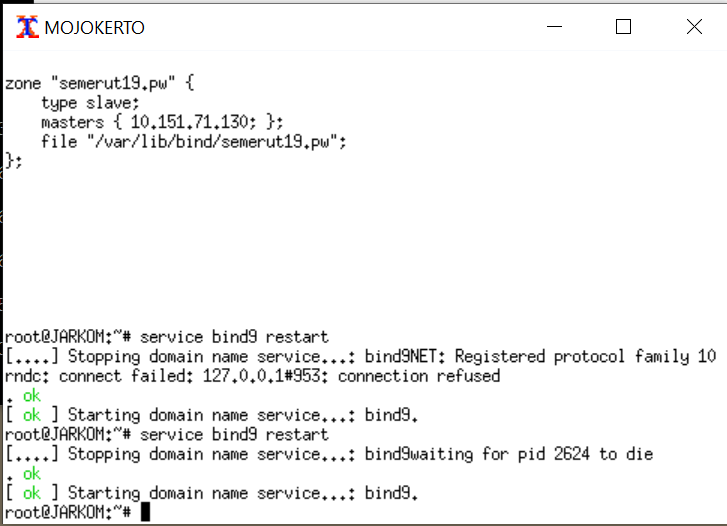 MOJOKERTO
zone "semerut19.pw" {
    type slave;
    masters { 10.151.71.130; };
    file "/var/lib/bind/semerut19.pw";
};
root@JARKOM:~# service bind9 restart
[....] Stopping domain name service...: bind9NET: Registered protocol family 10
rndc: connect failed: 127.0.0.1#953: connection refused
. ok
[ ok ] Starting domain name service...: bind9.
root@JARKOM:~# service bind9 restart
[....] Stopping domain name service...: bind9waiting for pid 2624 to die
. ok
[ ok ] Starting domain name service...: bind9.
root@JARKOM:~#